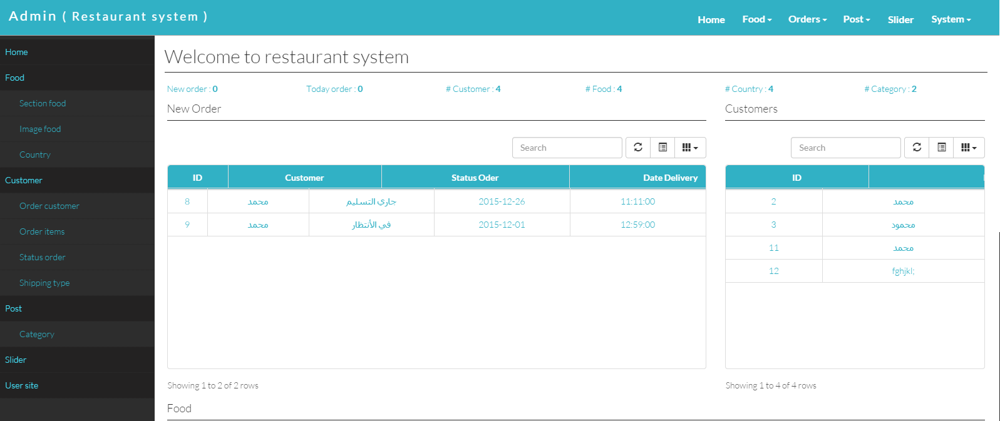 Admin ( Restaurant system )
Home Food Orders Post Slider System
Home
Food
Section food
Image food
Country
Customer
Order customer
Order items
Status order
Shipping type
Post
Category
Slider
User site
Welcome to restaurant system
New order : 0 Today order : 0 # Customer : 4 # Food : 4 # Country : 4 # Category : 2
New Order
Search
ID Customer Status Oder Date Delivery
8 محمد جاري التسليم 2015-12-26 11:11:00
9 محمد في الأنتظار 2015-12-01 12:59:00
Showing 1 to 2 of 2 rows
Customers
Search
ID
2 محمد
3 محمود
11 محمد
12 fghjkl;
Showing 1 to 4 of 4 rows
Food